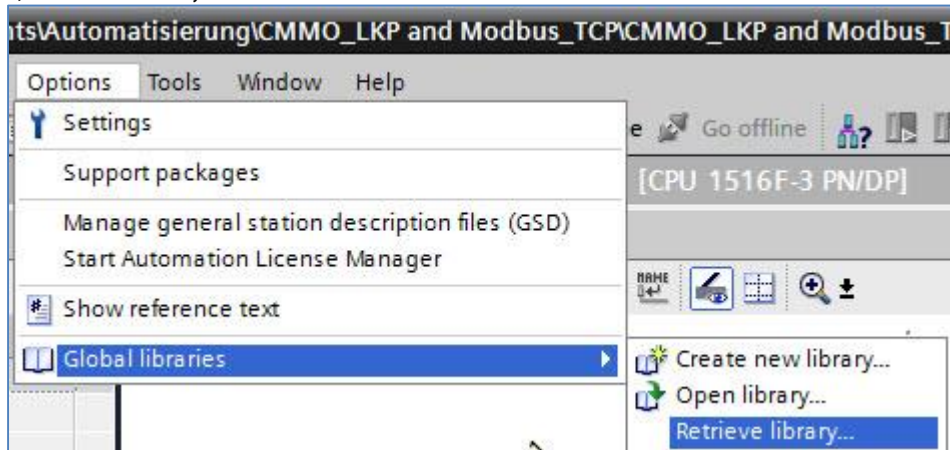 ts\Automatisierung\CMMO_LKP and Modbus_TCP\CMMO_LKP and Modbus_T
Options Tools Window Help
Settings
e Go offline
Support packages
[CPU 1516F-3 PN/DP]
Manage general station description files (GSD)
Start Automation License Manager
NAME
Show reference text
Global libraries
Create new library...
Open library...
Retrieve library...